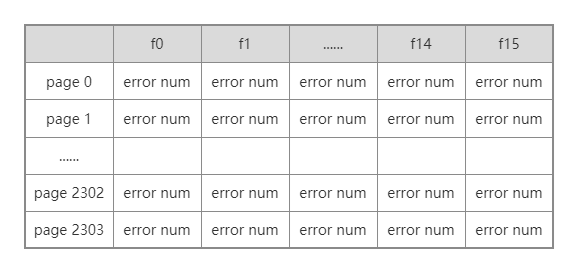 f0 f1 ...... f14 f15
page 0 error num error num error num error num error num
page 1 error num error num error num error num error num
......
page 2302 error num error num error num error num error num
page 2303 error num error num error num error num error num